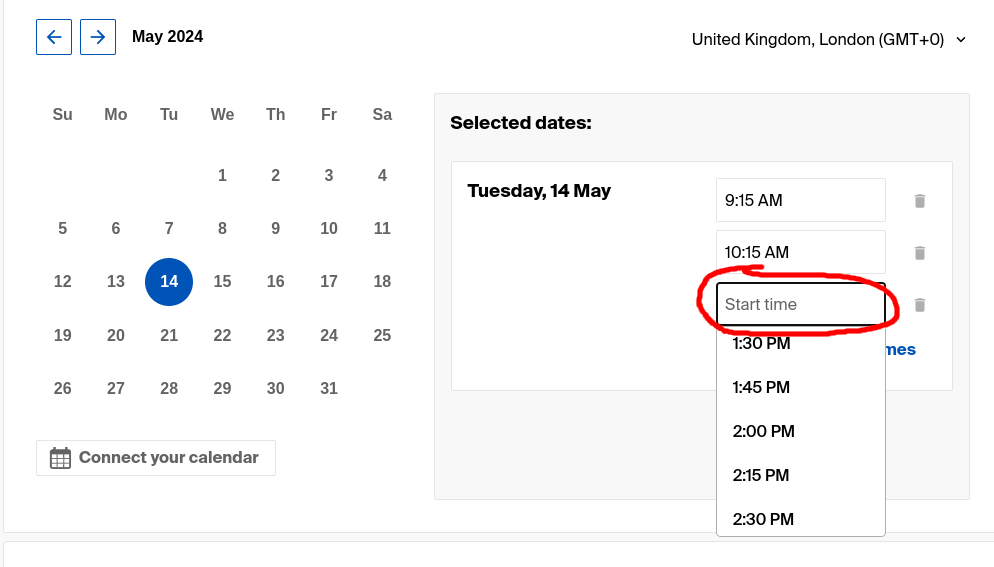 May 2024
United Kingdom, London (GMT+0)
Su Mo Tu We Th Fr Sa
1 2 3 4
5 6 7 8 9 10 11
12 13 14 15 16 17 18
19 20 21 22 23 24 25
26 27 28 29 30 31
Connect your calendar
Selected dates:
Tuesday, 14 May
9:15 AM
10:15 AM
Start time
1:30 PM
1:45 PM
2:00 PM
2:15 PM
2:30 PM